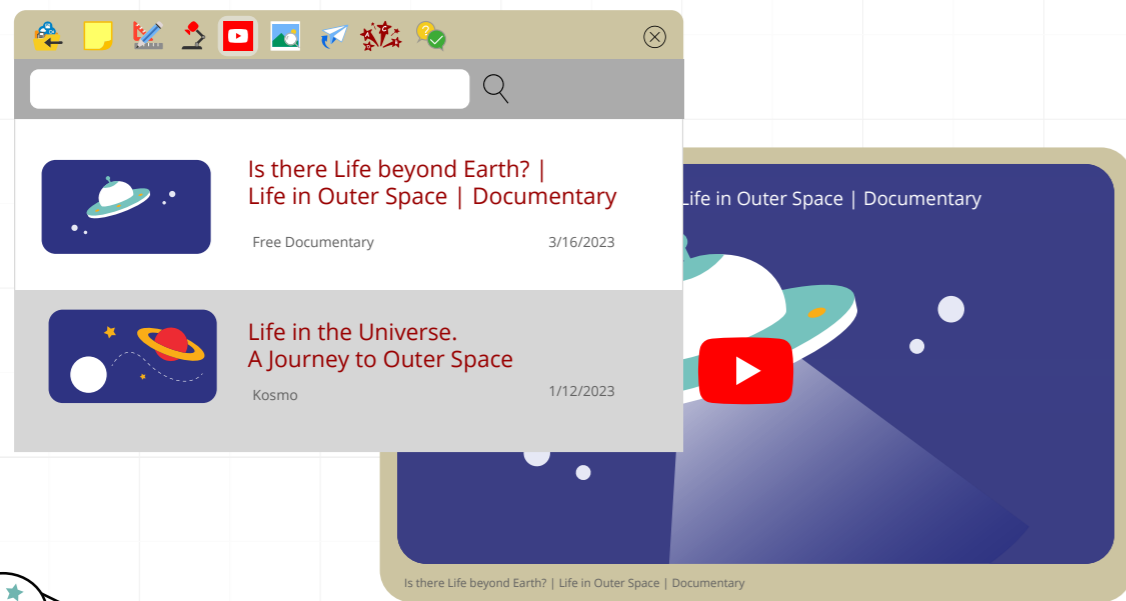 Is there Life beyond Earth? |
Life in Outer Space | Documentary
Free Documentary 3/16/2023
Life in the Universe.
A Journey to Outer Space
Kosmo 1/12/2023
Life in Outer Space | Documentary
Is there Life beyond Earth? | Life in Outer Space | Documentary